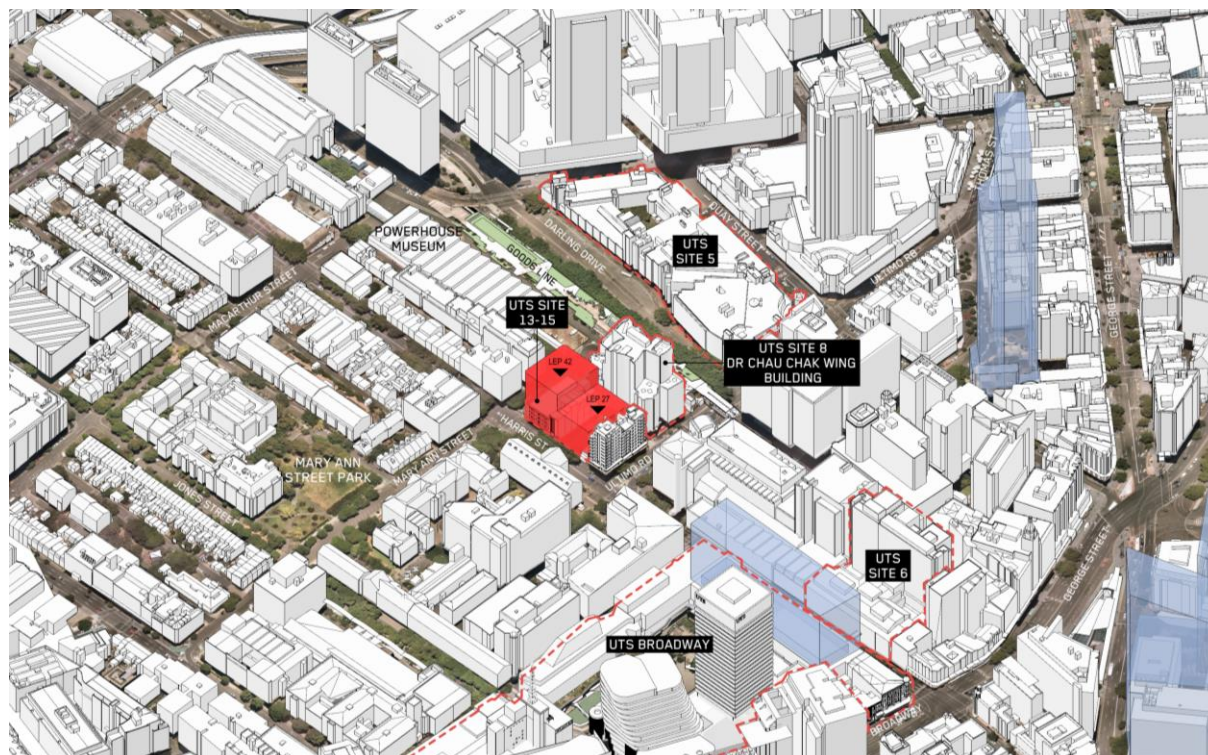 THOMAS ST
QUAY STREET
DARLING DRIVE
POWERHOUSE
MUSEUM
GOODS LINE
UTS
SITE 5
ULTIMO RD
GEORGE STREET
MACARTHUR STREET
UTS SITE
13-15
UTS SITE 8
DR CHAU CHAK WING
BUILDING
LEP 42
LEP 27
HARRIS ST
MARY ANN STREET
ULTIMO RD
MARY ANN
STREET PARK
JONES STREET
UTS
SITE 6
GEORGE STREET
UTS BROADWAY
BROADWAY